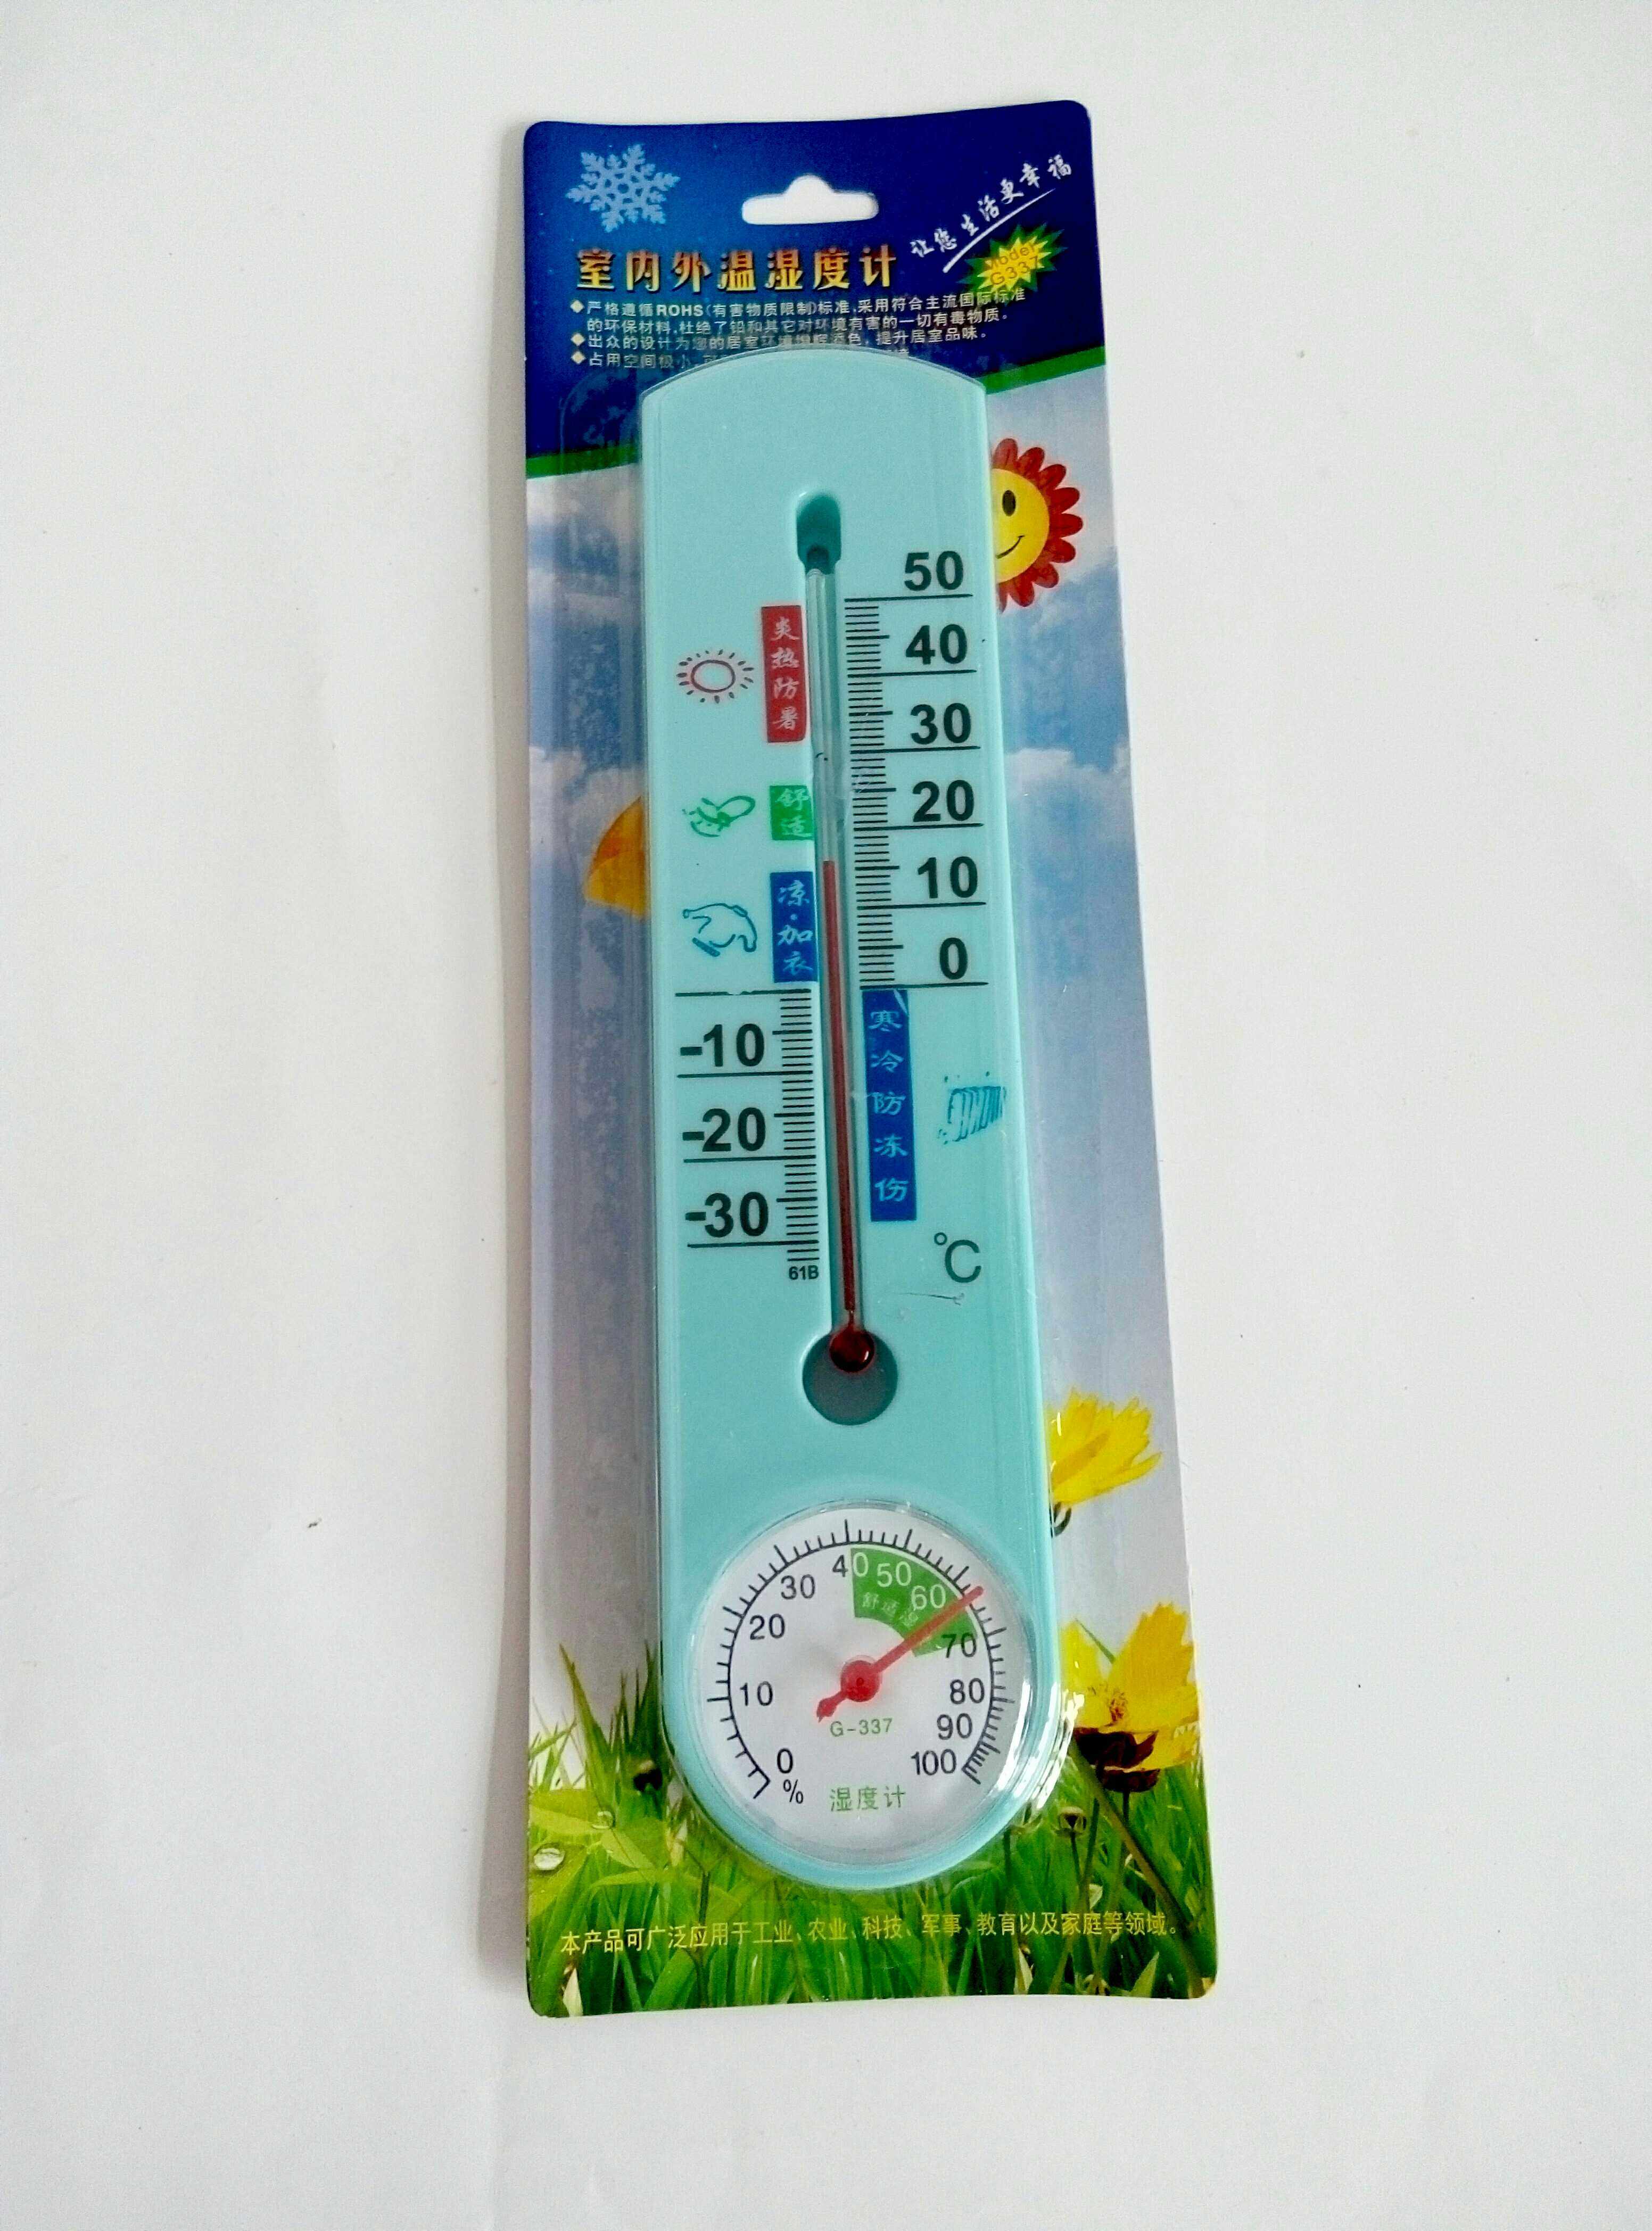 让您生活更幸福
室内外温湿度计
Model
G337
◆严格遵循ROHS(有害物质限制)标准,采用符合主流国际标准
的环保材料,杜绝了铅和其它对环境有害的一切有毒物质。
◆出众的设计为您的居室环境增添亮色,提升居室品味。
◆占用空间极小,可
50
炎热防暑
40
30
舒适
20
凉·加衣
10
0
寒冷防冻伤
-10
-20
-30
61B
℃
0
10
20
30
40
50
60
70
80
90
100
%
舒适湿
G-337
湿度计
本产品可广泛应用于工业、农业、科技、军事、教育以及家庭等领域。